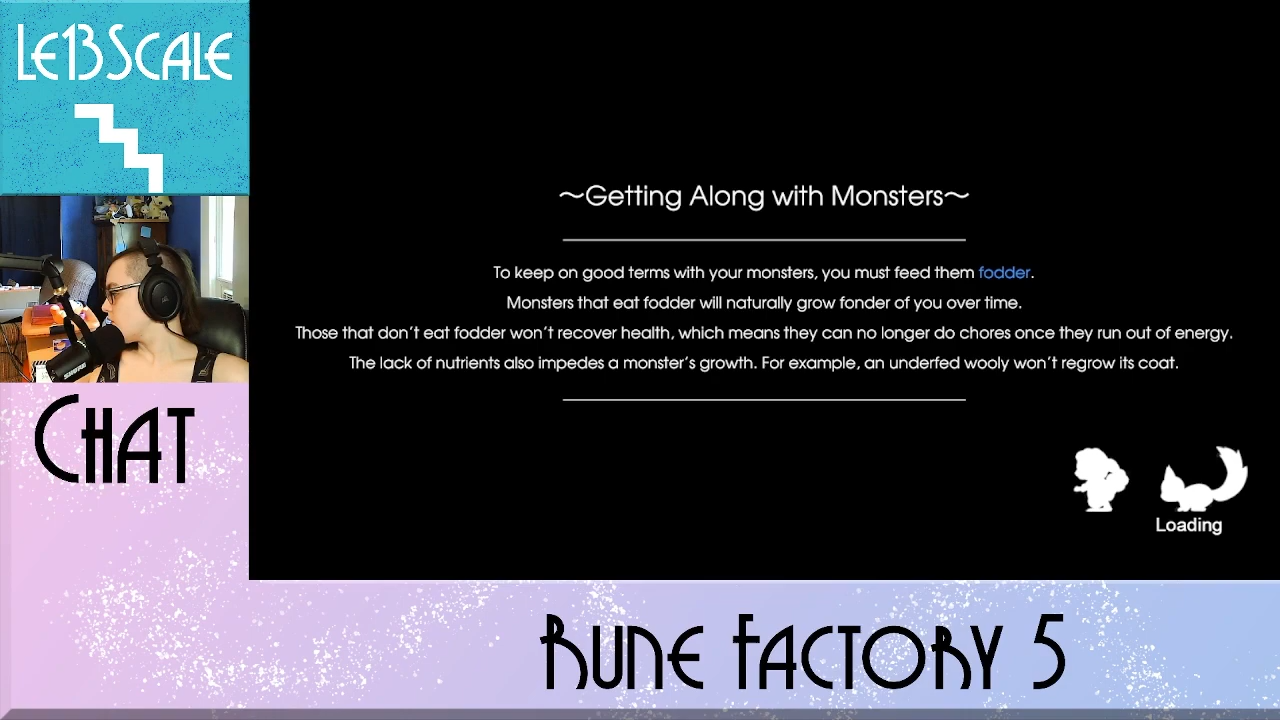 Le13Scale
～Getting Along with Monsters～
To keep on good terms with your monsters, you must feed them fodder.
Monsters that eat fodder will naturally grow fonder of you over time.
Those that don't eat fodder won't recover health, which means they can no longer do chores once they run out of energy.
The lack of nutrients also impedes a monster's growth. For example, an underfed wooly won't regrow its coat.
Loading
Chat
Rune Factory 5